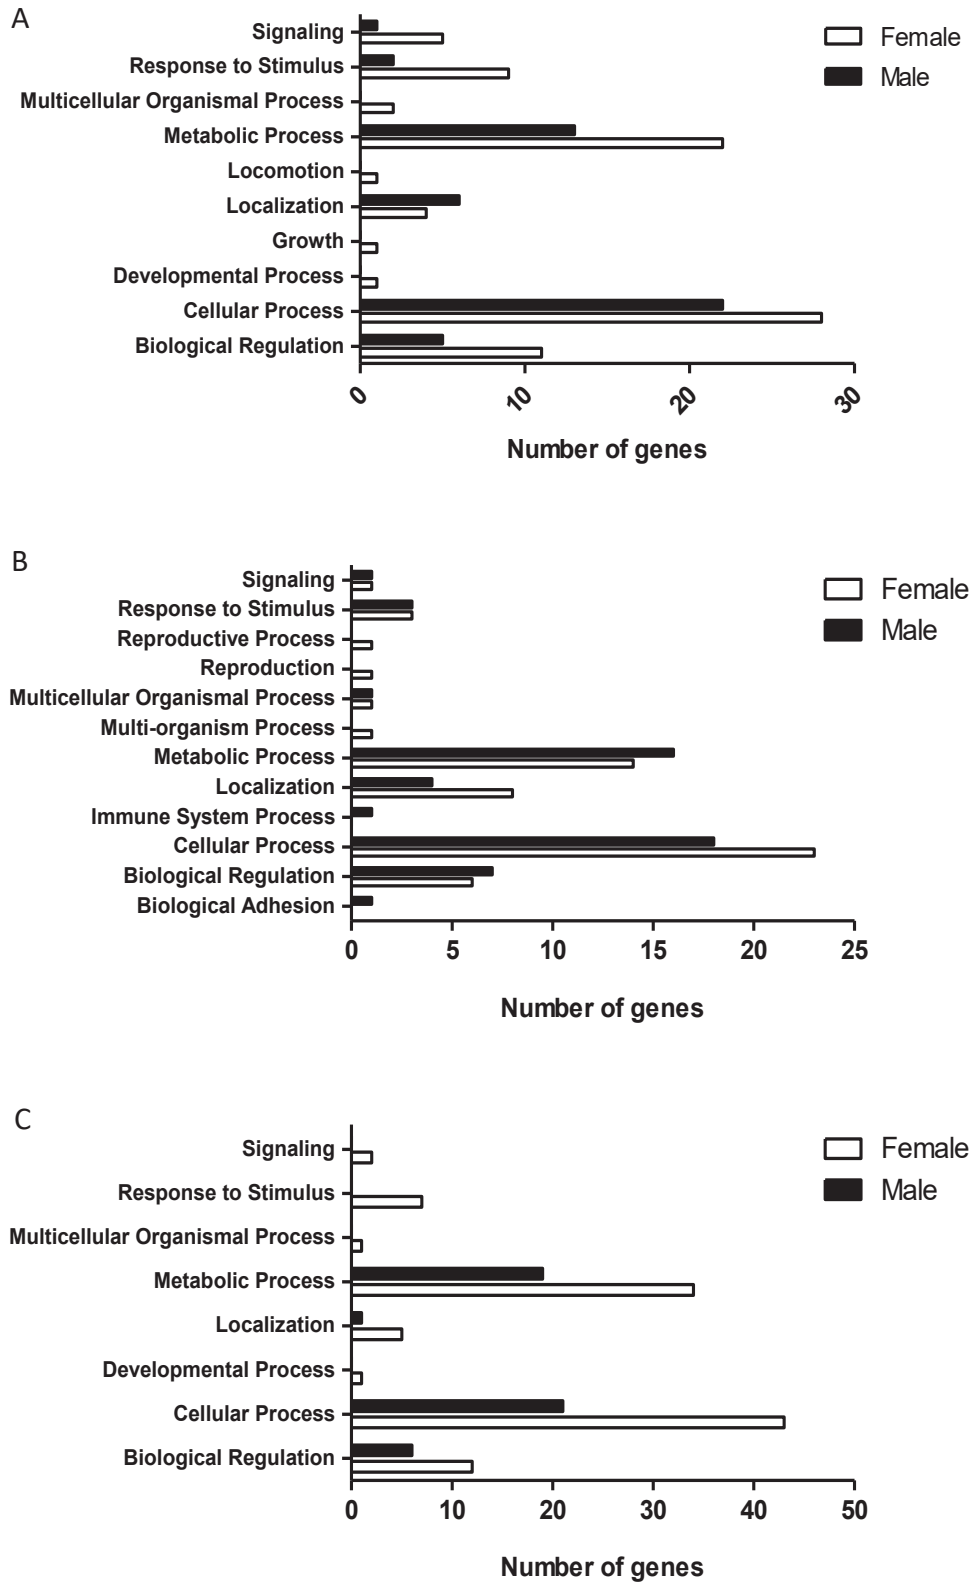 A
Female
Male
Signaling
Response to Stimulus
Multicellular Organismal Process
Metabolic Process
Locomotion
Localization
Growth
Developmental Process
Cellular Process
Biological Regulation
0 10 20 30
Number of genes
B
Female
Male
Signaling
Response to Stimulus
Reproductive Process
Reproduction
Multicellular Organismal Process
Multi-organism Process
Metabolic Process
Localization
Immune System Process
Cellular Process
Biological Regulation
Biological Adhesion
0 5 10 15 20 25
Number of genes
C
Female
Male
Signaling
Response to Stimulus
Multicellular Organismal Process
Metabolic Process
Localization
Developmental Process
Cellular Process
Biological Regulation
0 10 20 30 40 50
Number of genes